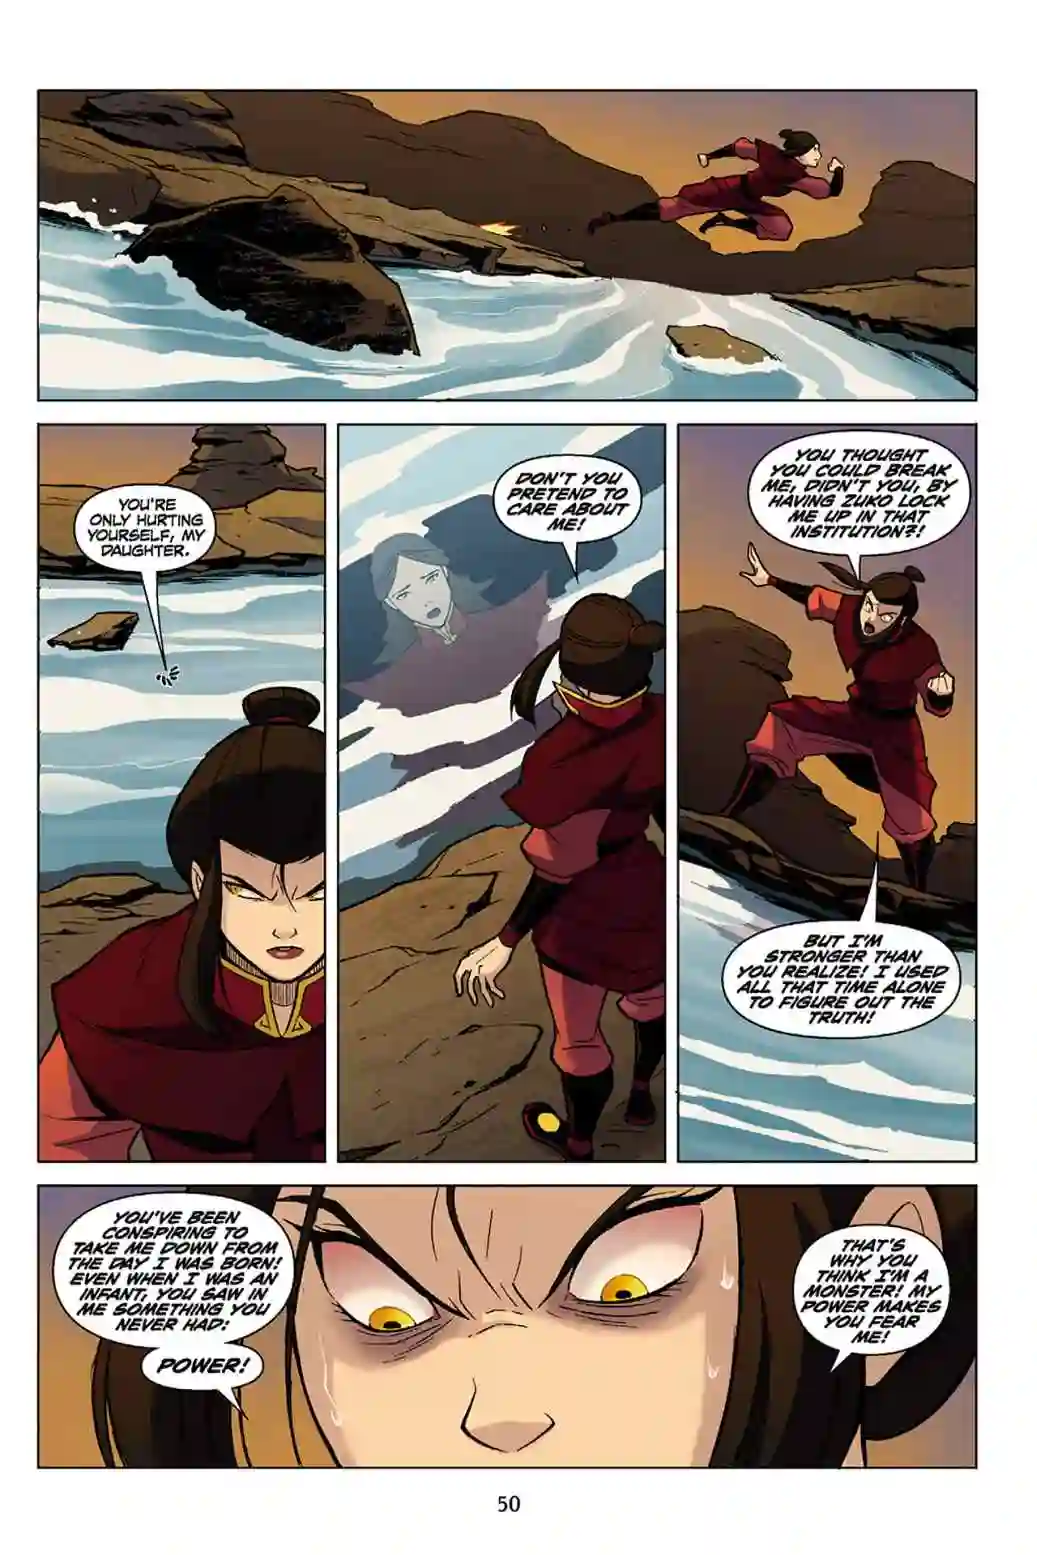 YOU'RE
ONLY HURTING
YOURSELF, MY
DAUGHTER.
DON'T YOU
PRETEND TO
CARE ABOUT
ME!
YOU THOUGHT
YOU COULD BREAK
ME, DIDN'T YOU, BY
HAVING ZUKO LOCK
ME UP IN THAT
INSTITUTION?!
BUT I'M
STRONGER THAN
YOU REALIZE! I USED
ALL THAT TIME ALONE
TO FIGURE OUT THE
TRUTH!
YOU'VE BEEN
CONSPIRING TO
TAKE ME DOWN FROM
THE DAY I WAS BORN!
EVEN WHEN I WAS AN
INFANT, YOU SAW IN
ME SOMETHING YOU
NEVER HAD:
POWER!
THAT'S
WHY YOU
THINK I'M A
MONSTER! MY
POWER MAKES
YOU FEAR
ME!
50